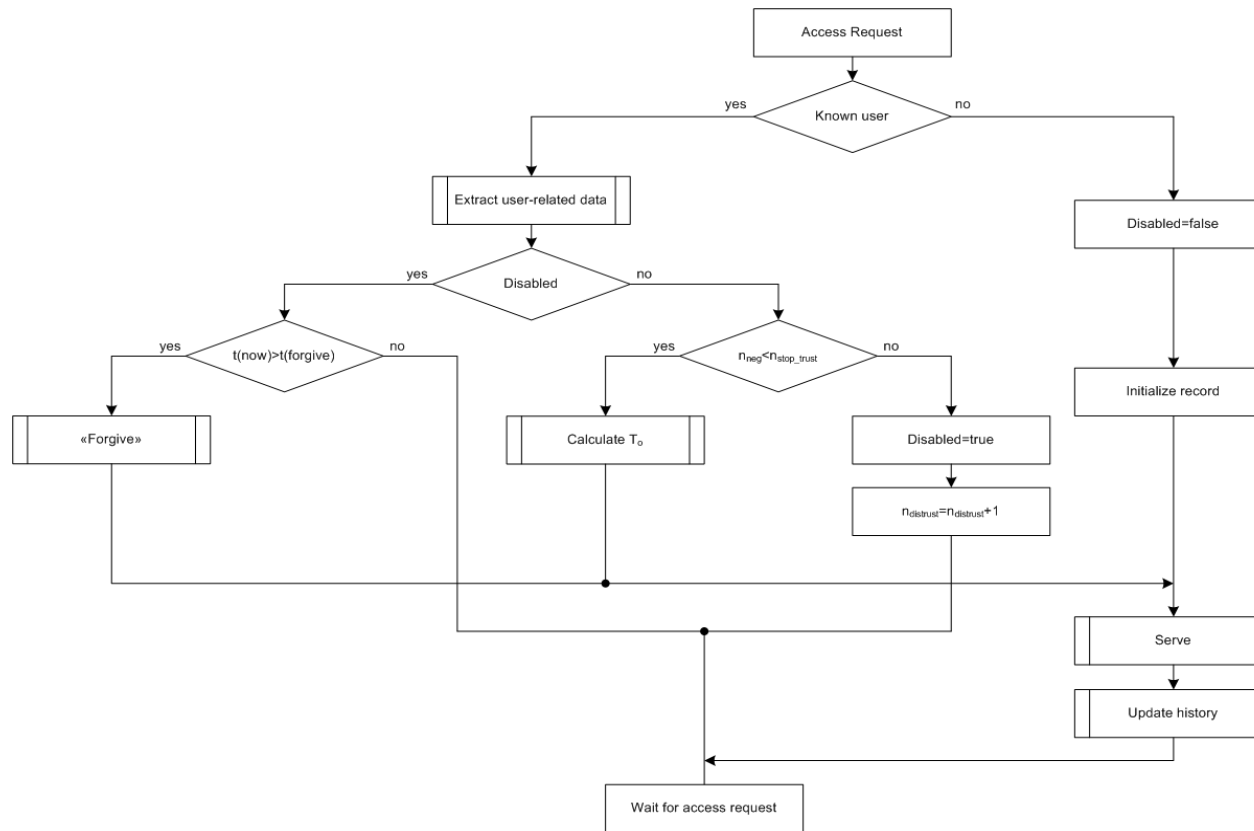 Access Request
yes
Known user
no
Extract user-related data
Disabled=false
yes
Disabled
no
yes
t(now)>t(forgive)
no
yes
nneg<nstop_trust
no
Initialize record
«Forgive»
Calculate To
Disabled=true
ndistrust=ndistrust+1
Serve
Update history
Wait for access request